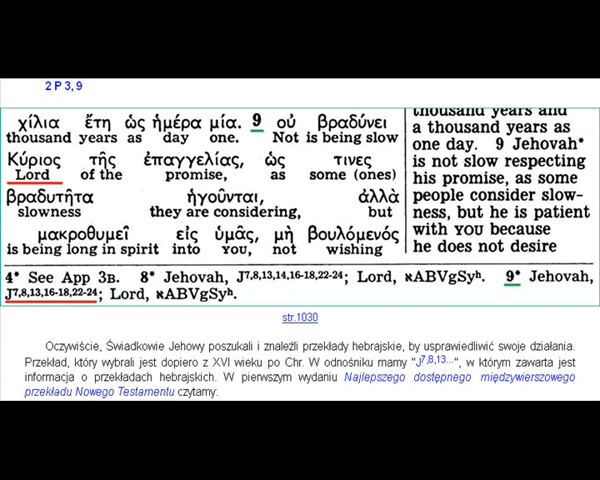 2 P 3, 9
χίλια ἔτη ὡς ἡμέρα μία. 9 οὐ βραδύνει
thousand years as day one. Not is being slow
Κύριος τῆς ἐπαγγελίας, ὥς τινες
Lord of the promise, as some (ones)
βραδυτῆτα ἡγοῦνται, ἀλλὰ
slowness they are considering, but
μακροθυμεῖ εἰς ὑμᾶς, μὴ βουλόμενός
is being long in spirit into YOU, not wishing
thousand years and
a thousand years as
one day. 9 Jehovah*
is not slow respecting
his promise, as some
people consider slow-
ness, but he is patient
with YOU because
he does not desire
4* See App 3B. 8* Jehovah, J7,8,13,14,16-18,22-24; Lord, אABVgSyh. 9* Jehovah,
J7,8,13,16-18,22-24; Lord, אABVgSyh.
str.1030
Oczywiście, Świadkowie Jehowy poszukali i znaleźli przekłady hebrajskie, by usprawiedliwić swoje działania.
Przekład, który wybrali jest dopiero z XVI wieku po Chr. W odnośniku mamy "J7,8,13...", w którym zawarta jest
informacja o przekładach hebrajskich. W pierwszym wydaniu Najlepszego dostępnego międzywierszowego
przekładu Nowego Testamentu czytamy: